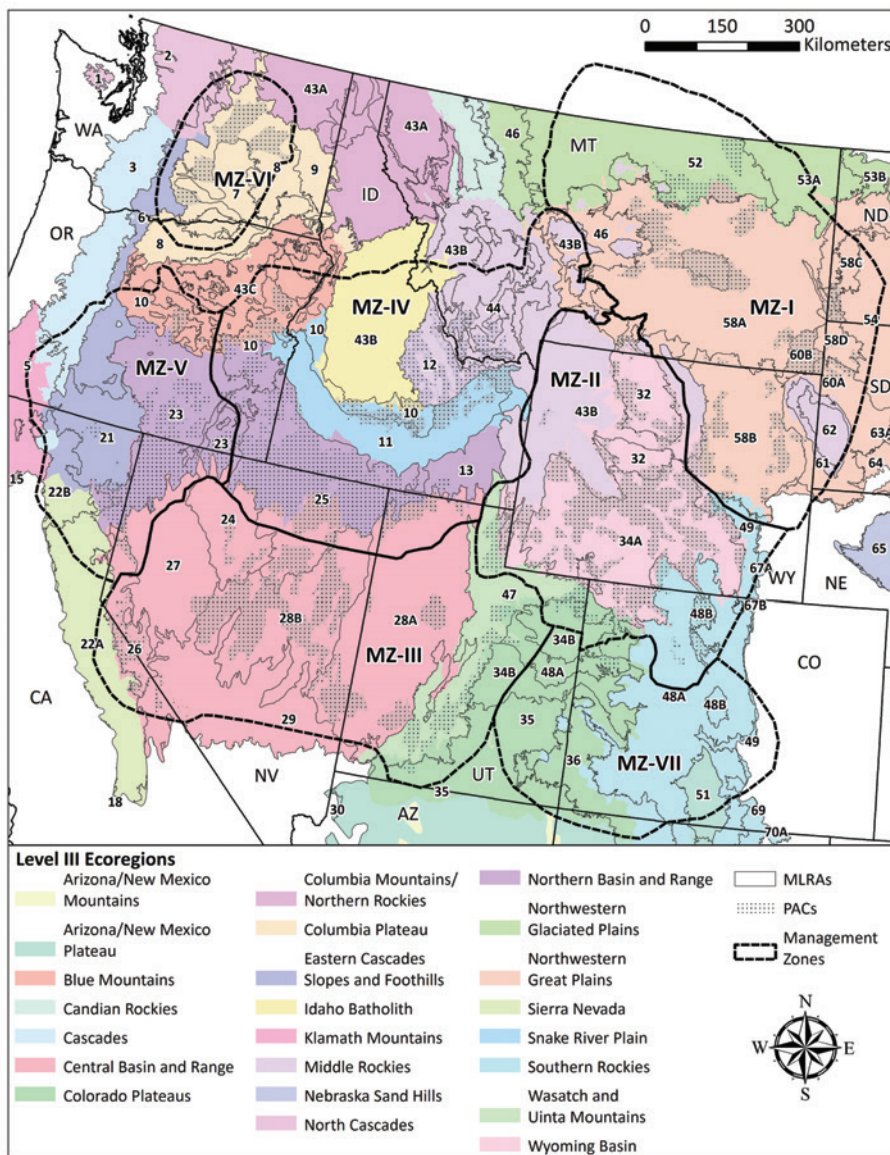 0 150 300
Kilometers
2
1
43A
43A
46
MT
52
53A
53B
WA
3
MZ-VI
8
7
9
ID
ND
6
OR
8
43B
43B
46
58C
10
43C
MZ-IV
44
MZ-I
54
10
10
43B
58A
58D
MZ-V
12
MZ-II
60B
60A
5
23
10
43B
32
SD
21
23
11
58B
62
63A
32
61
64
15
22B
13
25
34A
49
24
65
27
67A
WY
NE
47
48B
67B
28B
28A
34B
CO
22A
26
MZ-III
34B
48A
48A
48B
CA
29
35
49
36
MZ-VII
NV
UT
51
18
35
69
30
AZ
70A
Level III Ecoregions
Arizona/New Mexico
Mountains
Arizona/New Mexico
Plateau
Blue Mountains
Candian Rockies
Cascades
Central Basin and Range
Colorado Plateaus
Columbia Mountains/
Northern Rockies
Columbia Plateau
Eastern Cascades
Slopes and Foothills
Idaho Batholith
Klamath Mountains
Middle Rockies
Nebraska Sand Hills
North Cascades
Northern Basin and Range
Northwestern
Glaciated Plains
Northwestern
Great Plains
Sierra Nevada
Snake River Plain
Southern Rockies
Wasatch and
Uinta Mountains
Wyoming Basin
MLRAs
PACs
Management
Zones
N
W E
S